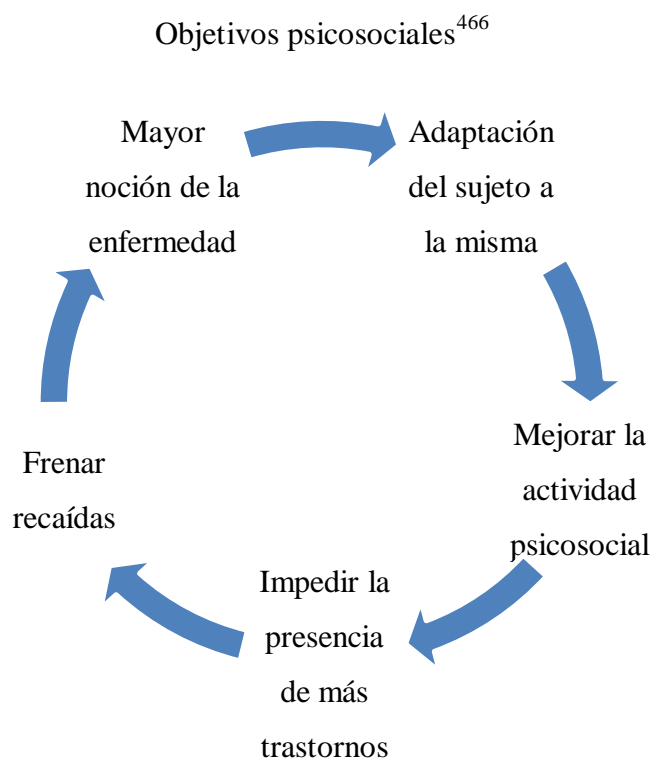 Objetivos psicosociales466
Mayor
noción de la
enfermedad
Adaptación
del sujeto a
la misma
Mejorar la
actividad
psicosocial
Impedir la
presencia
de más
trastornos
Frenar
recaídas